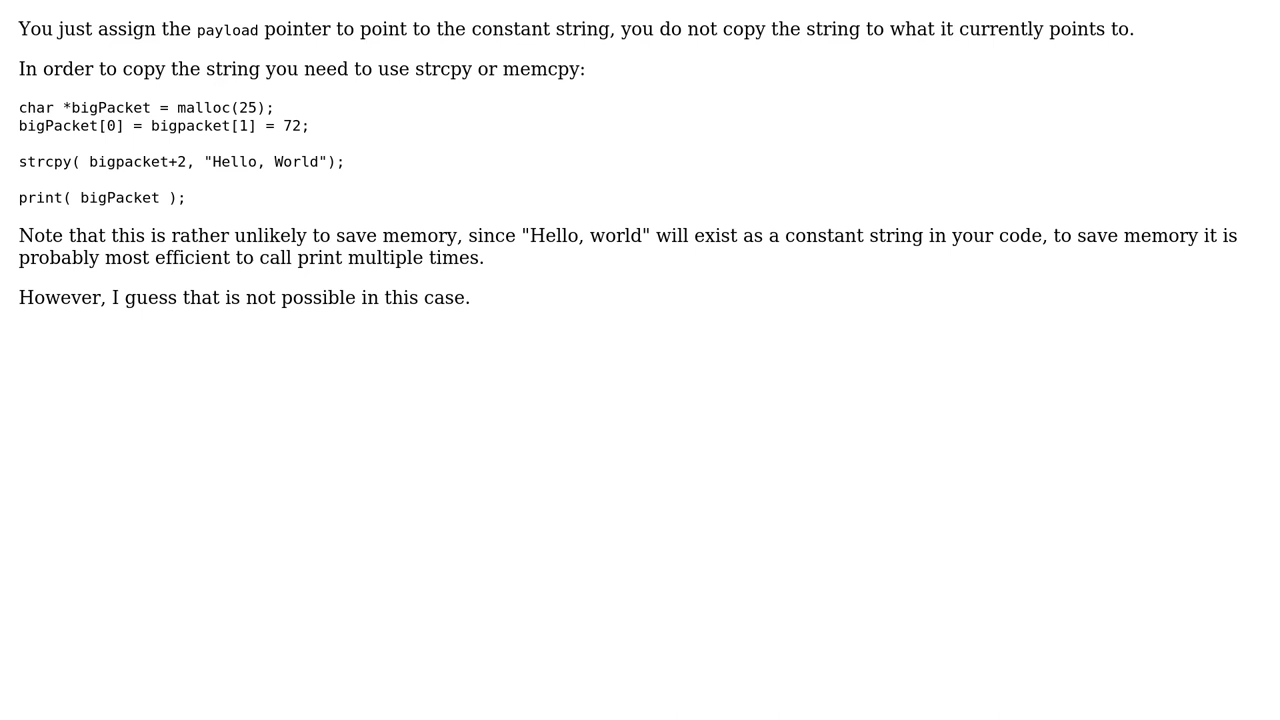 You just assign the payload pointer to point to the constant string, you do not copy the string to what it currently points to.
In order to copy the string you need to use strcpy or memcpy:
char *bigPacket = malloc(25);
bigPacket[0] = bigpacket[1] = 72;
strcpy( bigpacket+2, "Hello, World");
print( bigPacket );
Note that this is rather unlikely to save memory, since "Hello, world" will exist as a constant string in your code, to save memory it is
probably most efficient to call print multiple times.
However, I guess that is not possible in this case.